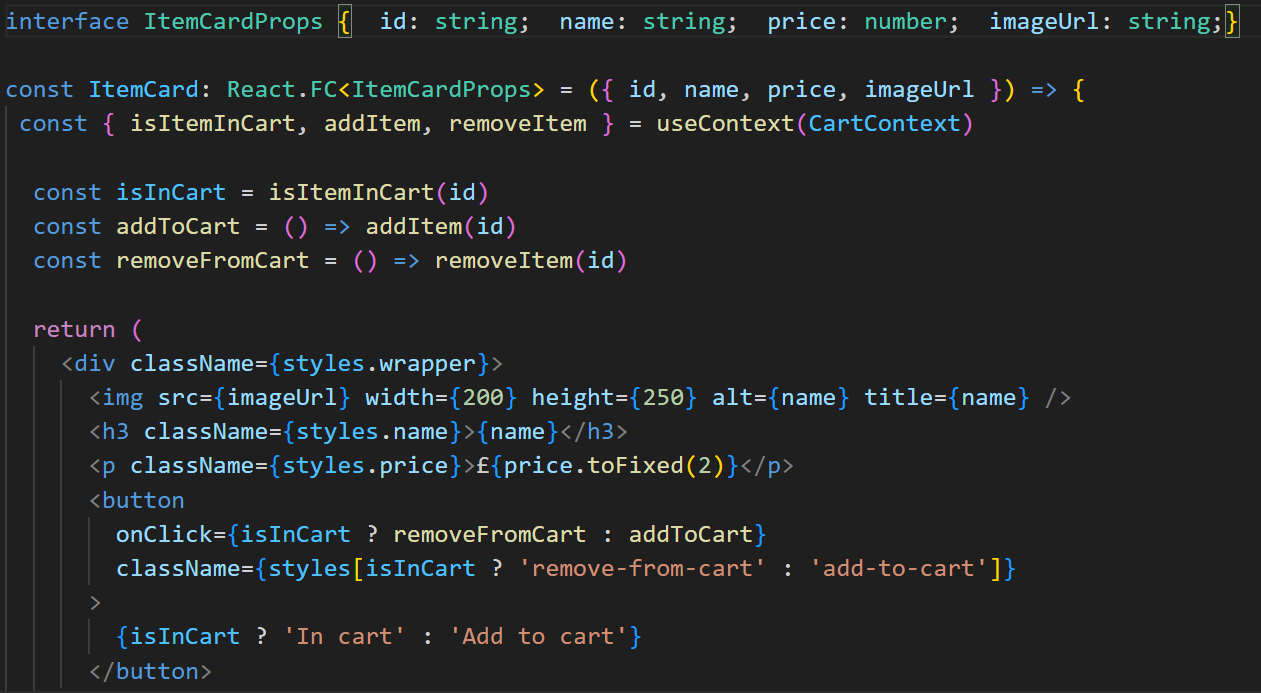 interface ItemCardProps {  id: string;  name: string;  price: number;  imageUrl: string;}

const ItemCard: React.FC<ItemCardProps> = ({ id, name, price, imageUrl }) => {
 const { isItemInCart, addItem, removeItem } = useContext(CartContext)

  const isInCart = isItemInCart(id)
  const addToCart = () => addItem(id)
  const removeFromCart = () => removeItem(id)

  return (
    <div className={styles.wrapper}>
      <img src={imageUrl} width={200} height={250} alt={name} title={name} />
      <h3 className={styles.name}>{name}</h3>
      <p className={styles.price}>£{price.toFixed(2)}</p>
      <button
        onClick={isInCart ? removeFromCart : addToCart}
        className={styles[isInCart ? 'remove-from-cart' : 'add-to-cart']}
      >
        {isInCart ? 'In cart' : 'Add to cart'}
      </button>